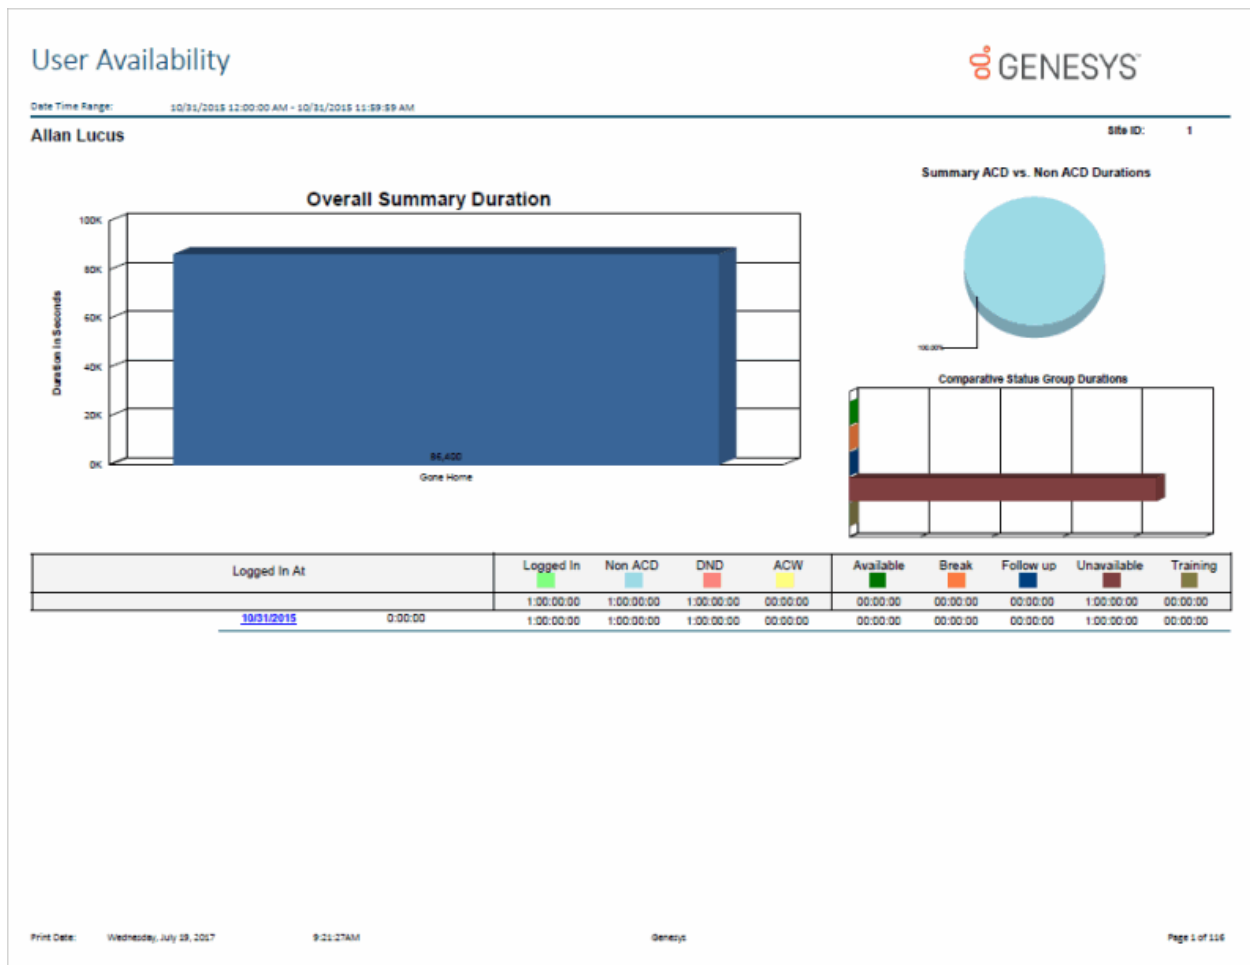 User Availability
GENESYS™
Date Time Range: 10/31/2015 12:00:00 AM - 10/31/2015 11:59:59 AM
Allan Lucus
Site ID: 1
Overall Summary Duration
100K
80K
60K
40K
20K
0K
Duration in Seconds
86,400
Gone Home
Summary ACD vs. Non ACD Durations
100.00%
Comparative Status Group Durations
Logged In At Logged In Non ACD DND ACW Available Break Follow up Unavailable Training
1:00:00:00 1:00:00:00 1:00:00:00 00:00:00 00:00:00 00:00:00 00:00:00 1:00:00:00 00:00:00
10/31/2015 0:00:00 1:00:00:00 1:00:00:00 1:00:00:00 00:00:00 00:00:00 00:00:00 00:00:00 1:00:00:00 00:00:00
Print Date: Wednesday, July 19, 2017 9:21:27AM Genesys Page 1 of 116